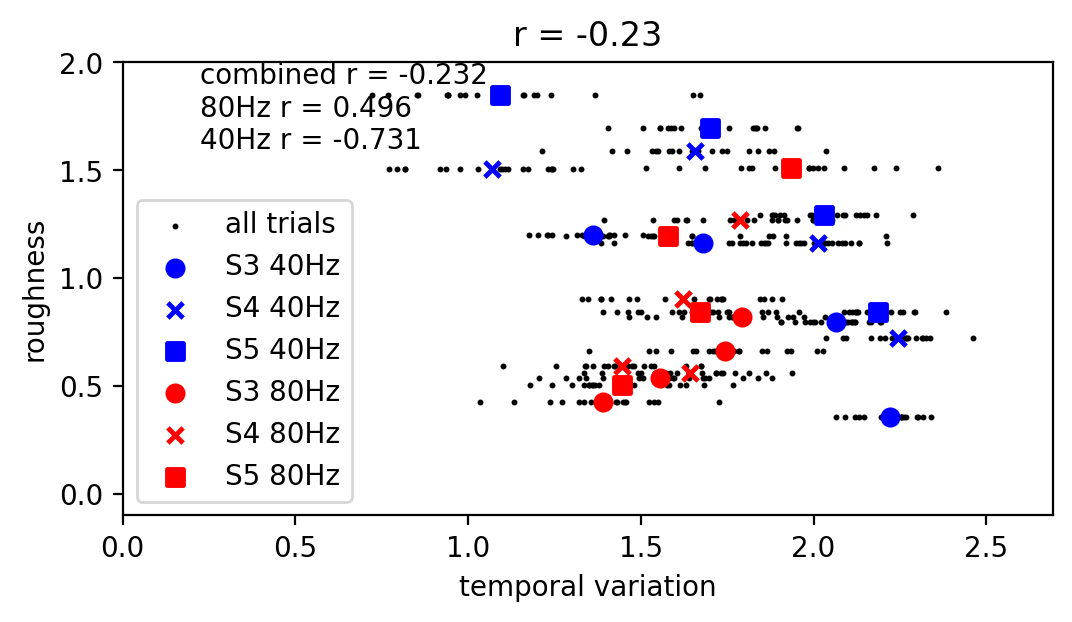 r = -0.23
combined r = -0.232
80Hz r = 0.496
40Hz r = -0.731
2.0
1.5
1.0
0.5
0.0
roughness
all trials
S3 40Hz
S4 40Hz
S5 40Hz
S3 80Hz
S4 80Hz
S5 80Hz
0.0 0.5 1.0 1.5 2.0 2.5
temporal variation